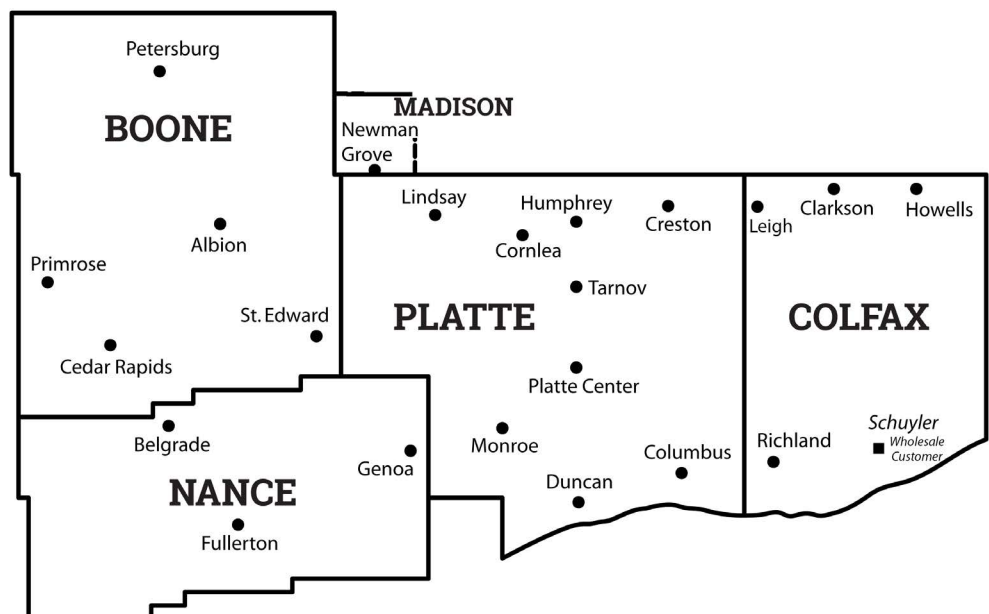 Petersburg
BOONE
MADISON
Newman
Grove
Lindsay
Humphrey
Creston
Cornlea
Leigh
Clarkson
Howells
Albion
Primrose
Tarnov
St. Edward
PLATTE
COLFAX
Cedar Rapids
Platte Center
Belgrade
Genoa
Monroe
Columbus
Richland
Schuyler
Wholesale
Customer
NANCE
Duncan
Fullerton